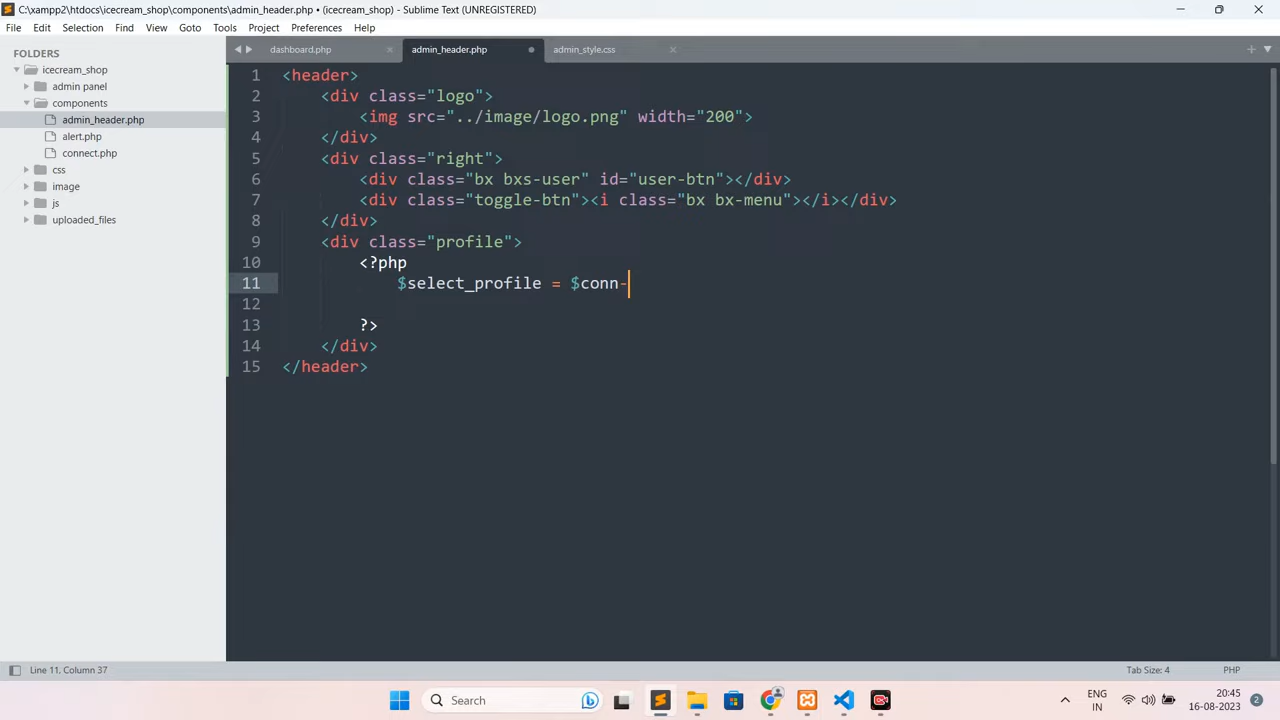 C:\xampp2\htdocs\icecream_shop\components\admin_header.php • (icecream_shop) - Sublime Text (UNREGISTERED)
File Edit Selection Find View Goto Tools Project Preferences Help
FOLDERS
icecream_shop
admin panel
components
admin_header.php
alert.php
connect.php
css
image
js
uploaded_files
dashboard.php admin_header.php admin_style.css
1 <header>
2 <div class="logo">
3 <img src="../image/logo.png" width="200">
4 </div>
5 <div class="right">
6 <div class="bx bxs-user" id="user-btn"></div>
7 <div class="toggle-btn"><i class="bx bx-menu"></i></div>
8 </div>
9 <div class="profile">
10 <?php
11 $select_profile = $conn-
12
13 ?>
14 </div>
15 </header>
Line 11, Column 37 Tab Size: 4 PHP
Search
ENG
IN
20:45
16-08-2023
2